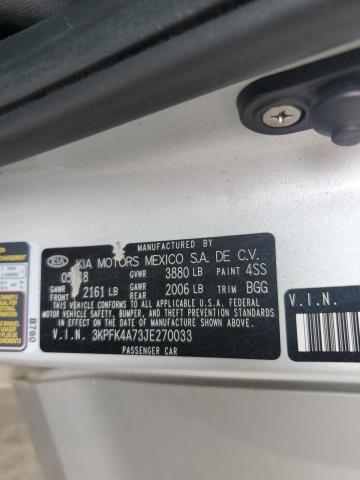 MANUFACTURED BY
KIA KIA MOTORS MEXICO S.A. DE C.V.
GVWR 3880 LB PAINT 4SS
GAWR FRONT 2161 LB GAWR REAR 2006 LB TRIM BGG
THIS VEHICLE CONFORMS TO ALL APPLICABLE U.S. FEDERAL
MOTOR VEHICLE SAFETY, BUMPER, AND THEFT PREVENTION STANDARDS
IN EFFECT ON THE DATE OF MANUFACTURE SHOWN ABOVE.
V.I.N. 3KPFK4A73JE270033
PASSENGER CAR
B760
V.I.N.